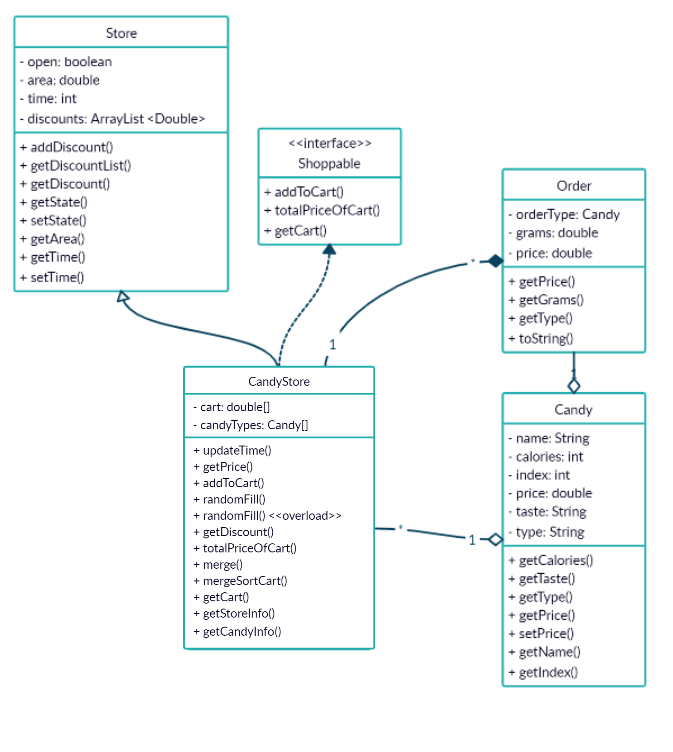 Store
- open: boolean
- area: double
- time: int
- discounts: ArrayList <Double>
+ addDiscount()
+ getDiscountList()
+ getDiscount()
+ getState()
+ setState()
+ getArea()
+ getTime()
+ setTime()
<<interface>>
Shoppable
+ addToCart()
+ totalPriceOfCart()
+ getCart()
Order
- orderType: Candy
- grams: double
- price: double
+ getPrice()
+ getGrams()
+ getType()
+ toString()
*
1
1
CandyStore
- cart: double[]
- candyTypes: Candy[]
+ updateTime()
+ getPrice()
+ addToCart()
+ randomFill()
+ randomFill() <<overload>>
+ getDiscount()
+ totalPriceOfCart()
+ merge()
+ mergeSortCart()
+ getCart()
+ getStoreInfo()
+ getCandyInfo()
*
1
Candy
- name: String
- calories: int
- index: int
- price: double
- taste: String
- type: String
+ getCalories()
+ getTaste()
+ getType()
+ getPrice()
+ setPrice()
+ getName()
+ getIndex()